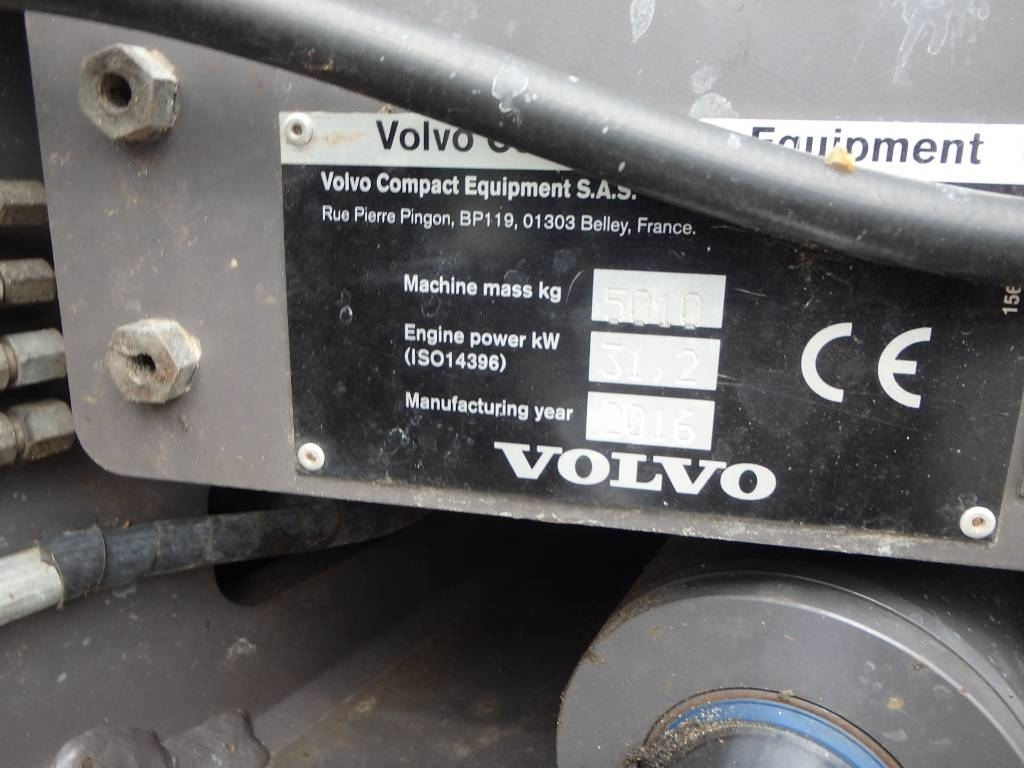 Volvo Equipment
Volvo Compact Equipment S.A.S.
Rue Pierre Pingon, BP119, 01303 Belley, France.
Machine mass kg 5010
Engine power kW 31,2
(ISO14396)
Manufacturing year 2016
CE
VOLVO